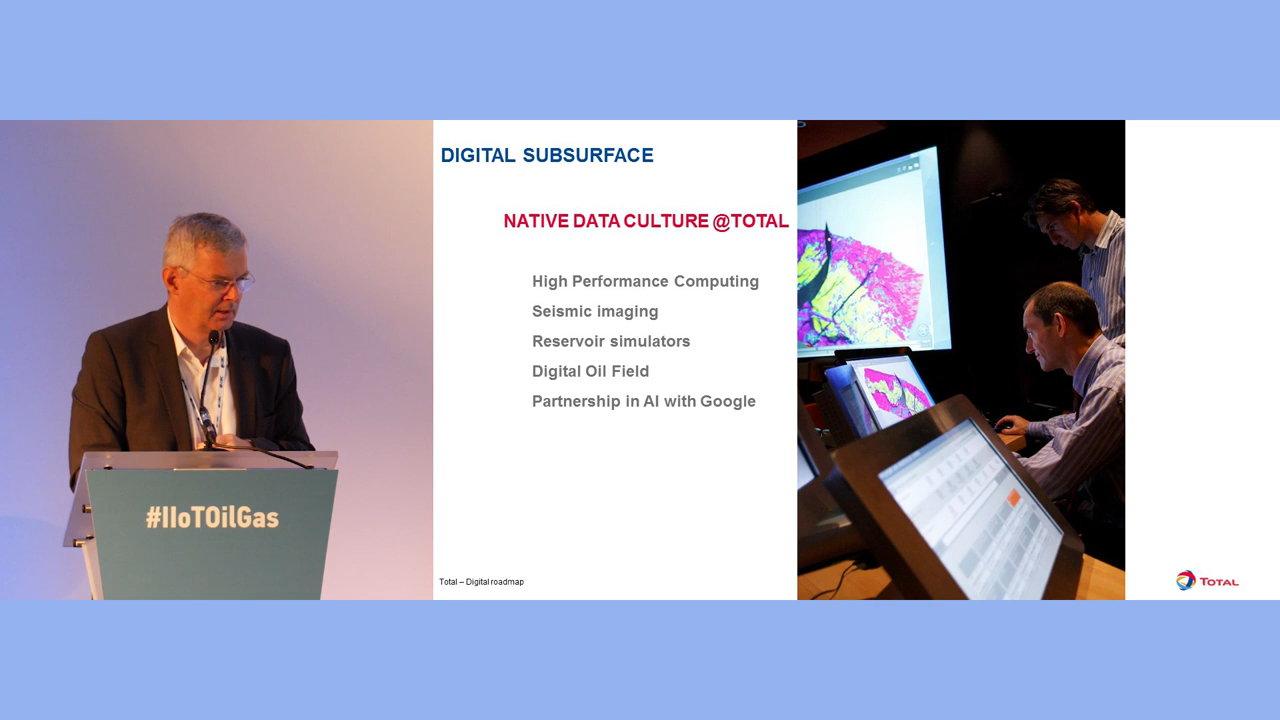 #IIoTOilGas
DIGITAL SUBSURFACE
NATIVE DATA CULTURE @TOTAL
High Performance Computing
Seismic imaging
Reservoir simulators
Digital Oil Field
Partnership in AI with Google
Total – Digital roadmap
TOTAL